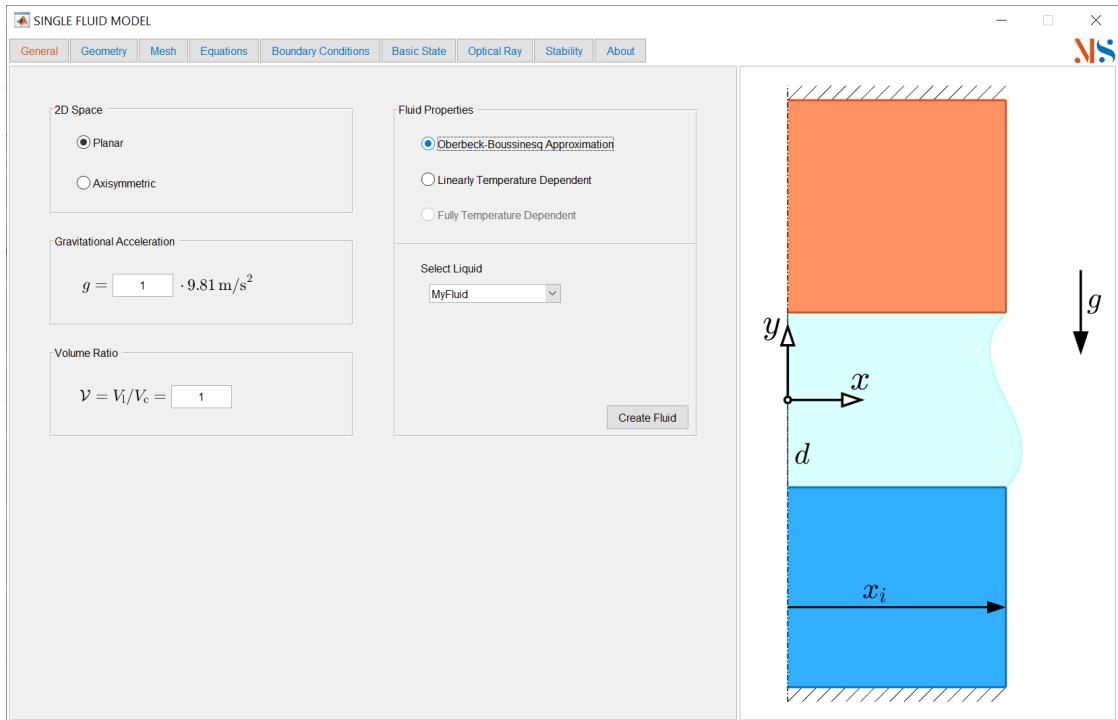 SINGLE FLUID MODEL
General Geometry Mesh Equations Boundary Conditions Basic State Optical Ray Stability About
MS
2D Space
Planar
Axisymmetric
Gravitational Acceleration
g = 1 · 9.81 m/s²
Volume Ratio
𝒱 = Vₗ/V_c = 1
Fluid Properties
Oberbeck-Boussinesq Approximation
Linearly Temperature Dependent
Fully Temperature Dependent
Select Liquid
MyFluid
Create Fluid
g
y
x
d
xᵢ